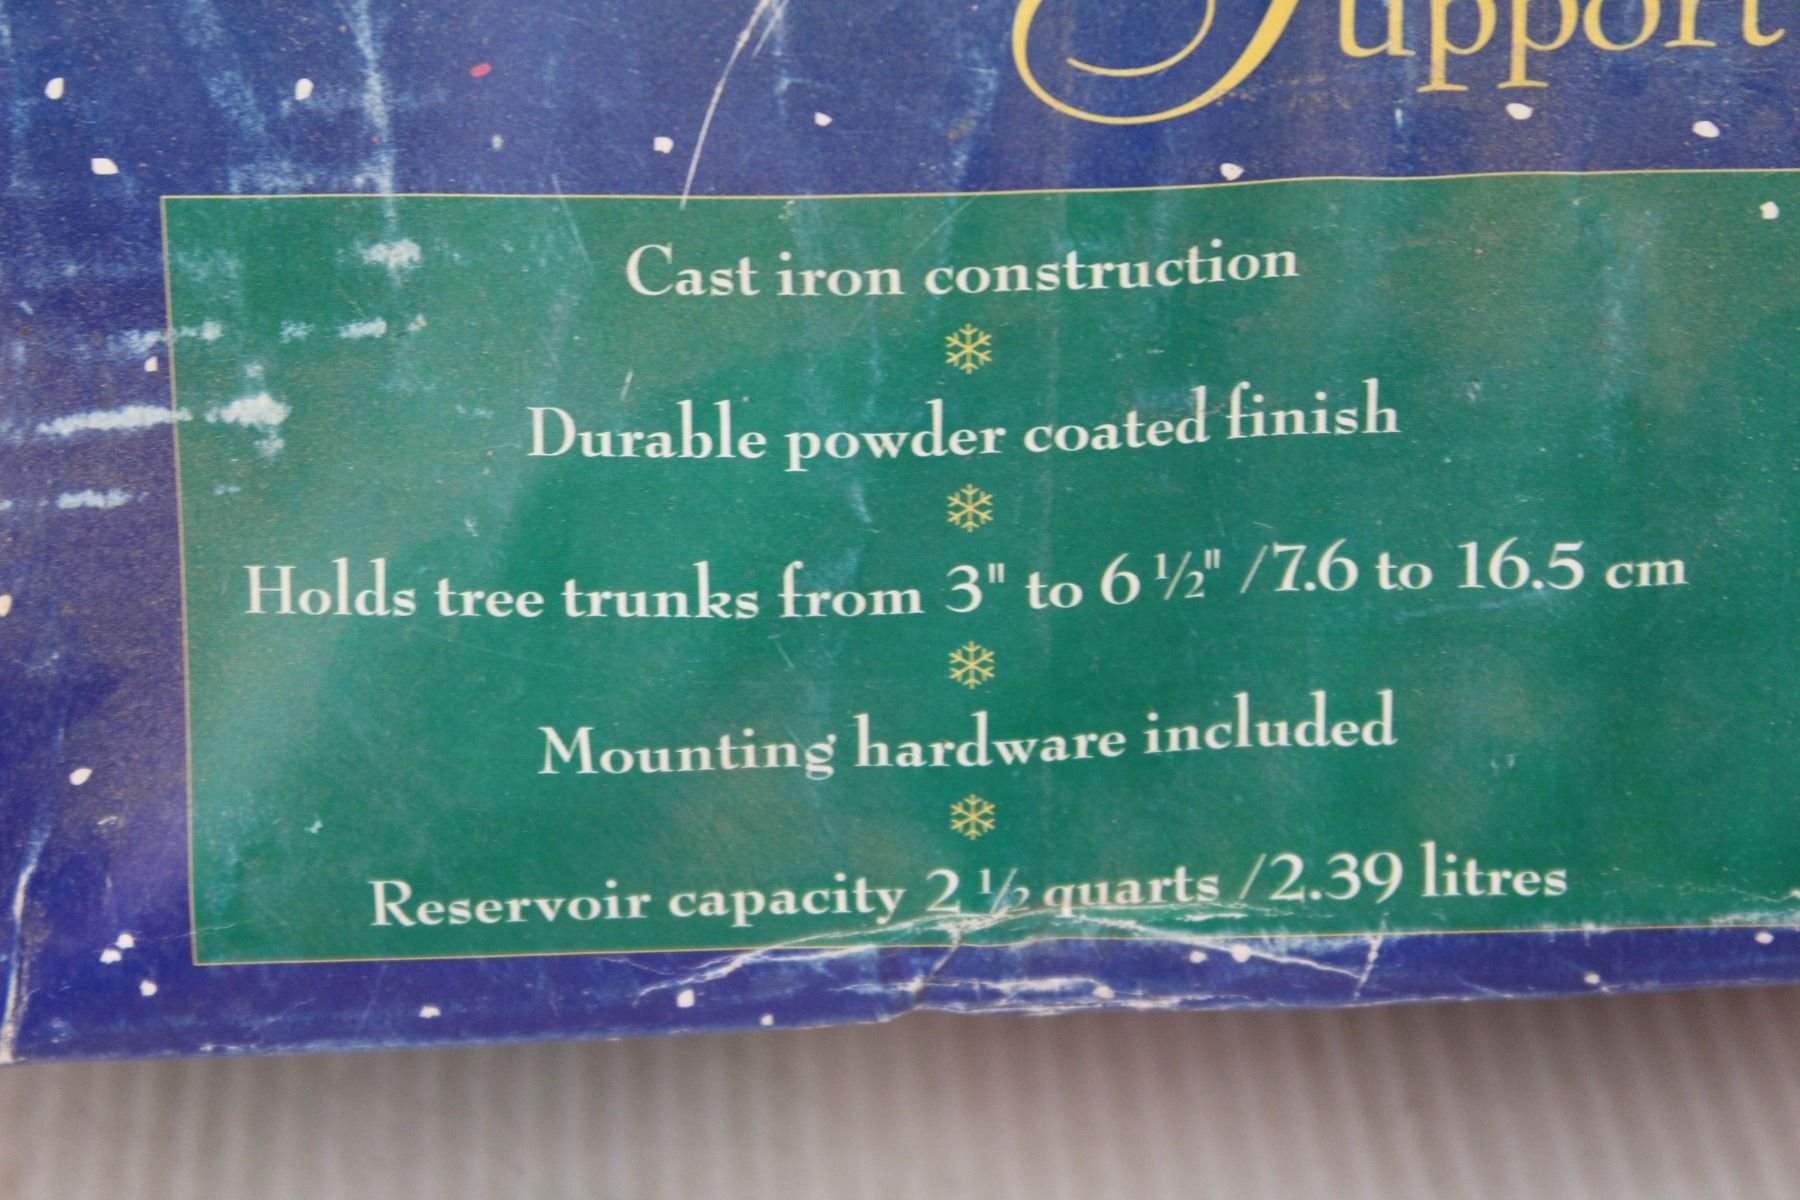 Support
Cast iron construction
Durable powder coated finish
Holds tree trunks from 3" to 6 ½" /7.6 to 16.5 cm
Mounting hardware included
Reservoir capacity 2 ½ quarts /2.39 litres